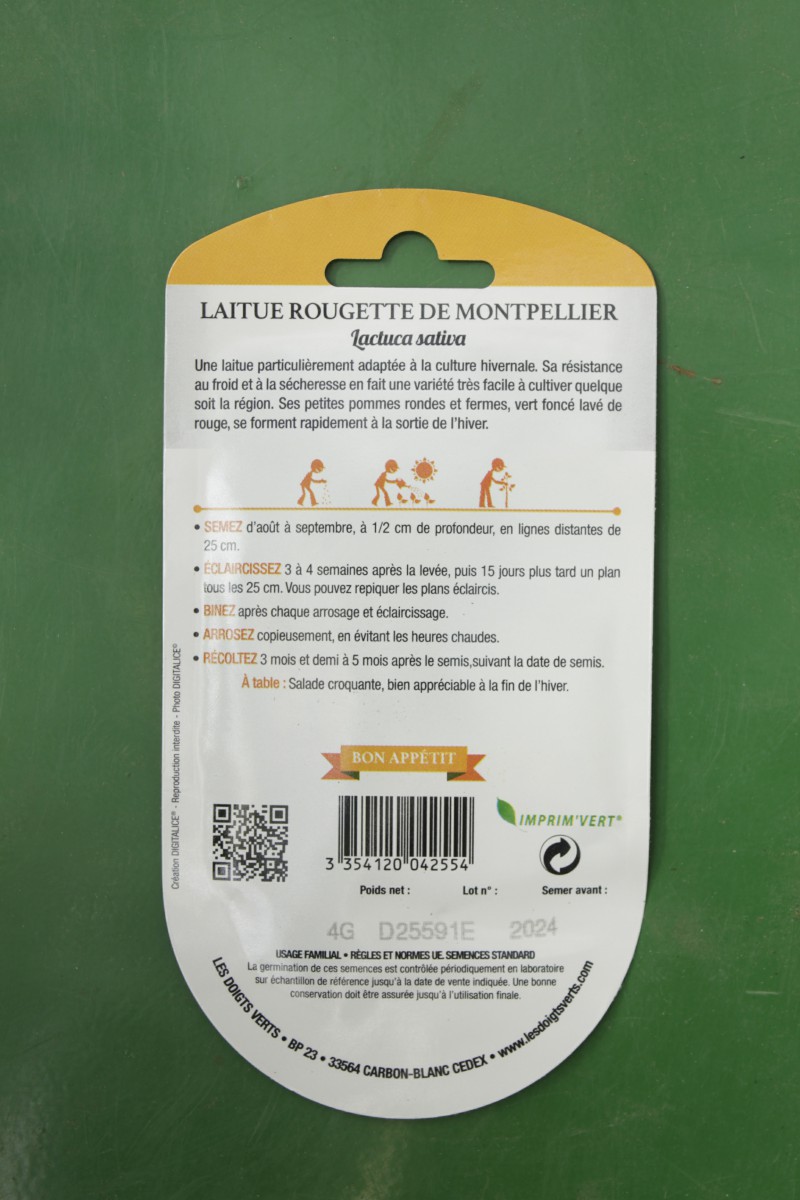 LAITUE ROUGETTE DE MONTPELLIER
Lactuca sativa
Une laitue particulièrement adaptée à la culture hivernale. Sa résistance
au froid et à la sécheresse en fait une variété très facile à cultiver quelque
soit la région. Ses petites pommes rondes et fermes, vert foncé lavé de
rouge, se forment rapidement à la sortie de l'hiver.
• SEMEZ d'août à septembre, à 1/2 cm de profondeur, en lignes distantes de
25 cm.
• ÉCLAIRCISSEZ 3 à 4 semaines après la levée, puis 15 jours plus tard un plan
tous les 25 cm. Vous pouvez repiquer les plans éclaircis.
• BINEZ après chaque arrosage et éclaircissage.
• ARROSEZ copieusement, en évitant les heures chaudes.
• RÉCOLTEZ 3 mois et demi à 5 mois après le semis,suivant la date de semis.
À table : Salade croquante, bien appréciable à la fin de l'hiver.
Création DIGITALICE® - Reproduction interdite - Photo DIGITALICE®
BON APPÉTIT
IMPRIM'VERT®
3 354120 042554
Poids net : Lot n° : Semer avant :
4G D25591E 2024
USAGE FAMILIAL • RÈGLES ET NORMES UE. SEMENCES STANDARD
La germination de ces semences est contrôlée périodiquement en laboratoire
sur échantillon de référence jusqu'à la date de vente indiquée. Une bonne
conservation doit être assurée jusqu'à l'utilisation finale.
LES DOIGTS VERTS • BP 23 • 33564 CARBON-BLANC CEDEX • www.lesdoigtsverts.com